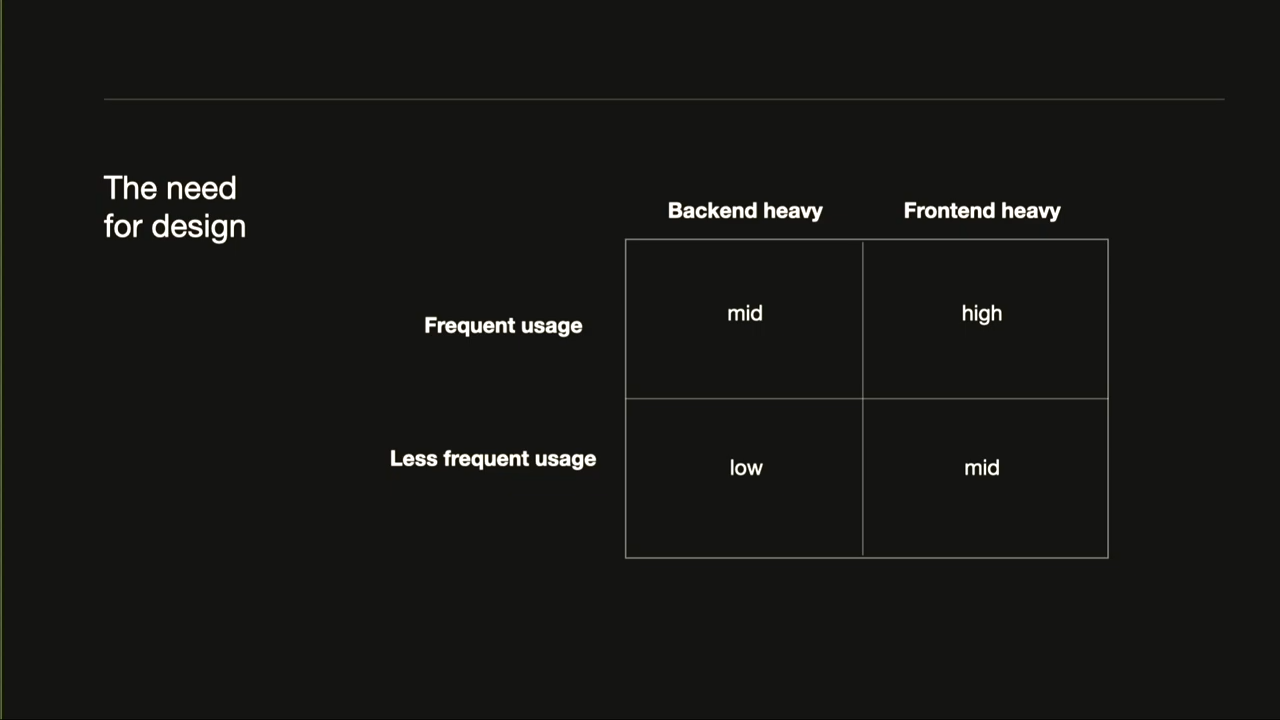 The need
for design
Backend heavy Frontend heavy
Frequent usage mid high
Less frequent usage low mid